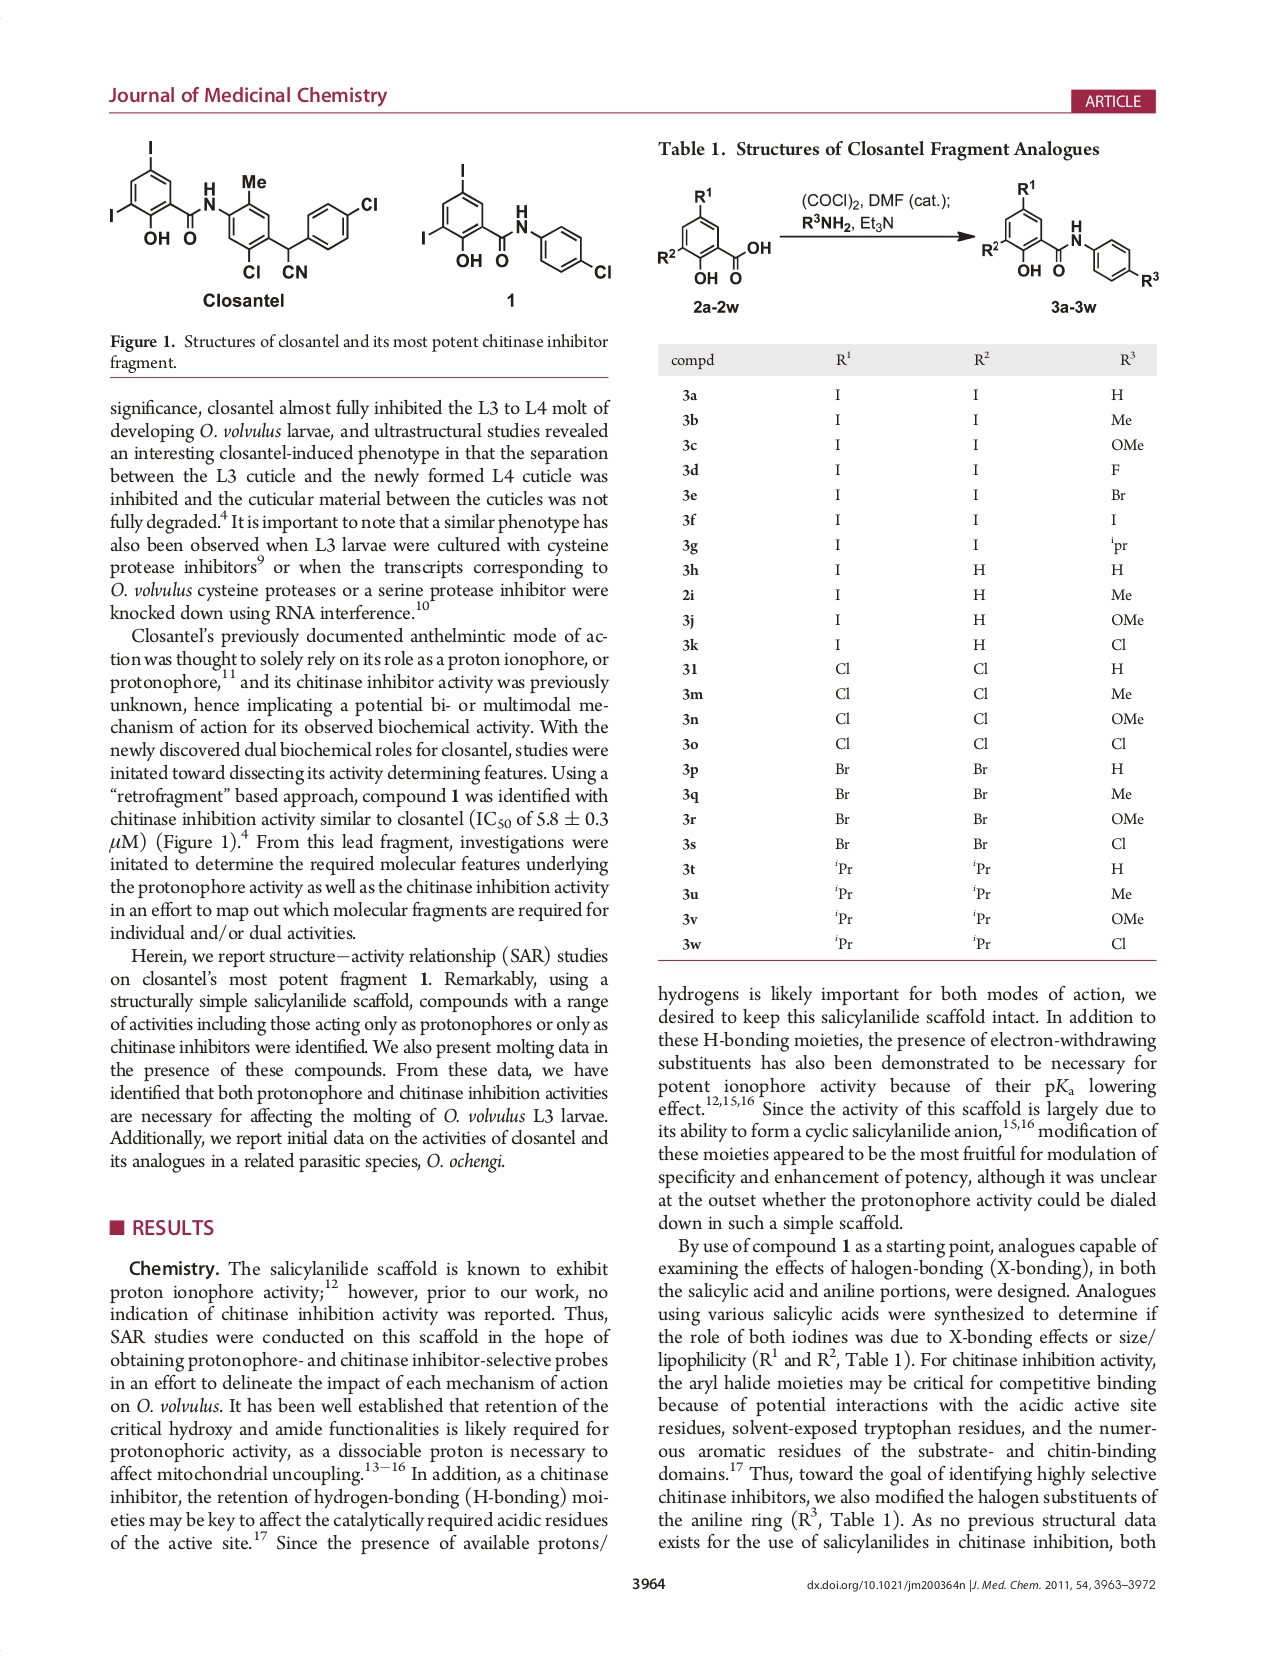 Journal of Medicinal Chemistry
ARTICLE
I
I
OH O
H
N
Me
Cl
CN
Cl
Closantel
I
I
OH O
H
N
Cl
1
Figure 1. Structures of closantel and its most potent chitinase inhibitor
fragment.
significance, closantel almost fully inhibited the L3 to L4 molt of
developing O. volvulus larvae, and ultrastructural studies revealed
an interesting closantel-induced phenotype in that the separation
between the L3 cuticle and the newly formed L4 cuticle was
inhibited and the cuticular material between the cuticles was not
fully degraded.⁴ It is important to note that a similar phenotype has
also been observed when L3 larvae were cultured with cysteine
protease inhibitors⁹ or when the transcripts corresponding to
O. volvulus cysteine proteases or a serine protease inhibitor were
knocked down using RNA interference.¹⁰
Closantel's previously documented anthelmintic mode of ac-
tion was thought to solely rely on its role as a proton ionophore, or
protonophore,¹¹ and its chitinase inhibitor activity was previously
unknown, hence implicating a potential bi- or multimodal me-
chanism of action for its observed biochemical activity. With the
newly discovered dual biochemical roles for closantel, studies were
initated toward dissecting its activity determining features. Using a
“retrofragment” based approach, compound 1 was identified with
chitinase inhibition activity similar to closantel (IC₅₀ of 5.8 ± 0.3
μM) (Figure 1).⁴ From this lead fragment, investigations were
initated to determine the required molecular features underlying
the protonophore activity as well as the chitinase inhibition activity
in an effort to map out which molecular fragments are required for
individual and/or dual activities.
Herein, we report structure−activity relationship (SAR) studies
on closantel's most potent fragment 1. Remarkably, using a
structurally simple salicylanilide scaffold, compounds with a range
of activities including those acting only as protonophores or only as
chitinase inhibitors were identified. We also present molting data in
the presence of these compounds. From these data, we have
identified that both protonophore and chitinase inhibition activities
are necessary for affecting the molting of O. volvulus L3 larvae.
Additionally, we report initial data on the activities of closantel and
its analogues in a related parasitic species, O. ochengi.
■ RESULTS
Chemistry. The salicylanilide scaffold is known to exhibit
proton ionophore activity;¹² however, prior to our work, no
indication of chitinase inhibition activity was reported. Thus,
SAR studies were conducted on this scaffold in the hope of
obtaining protonophore- and chitinase inhibitor-selective probes
in an effort to delineate the impact of each mechanism of action
on O. volvulus. It has been well established that retention of the
critical hydroxy and amide functionalities is likely required for
protonophoric activity, as a dissociable proton is necessary to
affect mitochondrial uncoupling.¹³⁻¹⁶ In addition, as a chitinase
inhibitor, the retention of hydrogen-bonding (H-bonding) moi-
eties may be key to affect the catalytically required acidic residues
of the active site.¹⁷ Since the presence of available protons/
Table 1. Structures of Closantel Fragment Analogues
R¹
R²
OH O
OH
2a-2w
(COCl)₂, DMF (cat.);
R³NH₂, Et₃N
R¹
R²
OH O
H
N
R³
3a-3w
compd R¹ R² R³
3a I I H
3b I I Me
3c I I OMe
3d I I F
3e I I Br
3f I I I
3g I I ⁱpr
3h I H H
2i I H Me
3j I H OMe
3k I H Cl
31 Cl Cl H
3m Cl Cl Me
3n Cl Cl OMe
3o Cl Cl Cl
3p Br Br H
3q Br Br Me
3r Br Br OMe
3s Br Br Cl
3t ⁱPr ⁱPr H
3u ⁱPr ⁱPr Me
3v ⁱPr ⁱPr OMe
3w ⁱPr ⁱPr Cl
hydrogens is likely important for both modes of action, we
desired to keep this salicylanilide scaffold intact. In addition to
these H-bonding moieties, the presence of electron-withdrawing
substituents has also been demonstrated to be necessary for
potent ionophore activity because of their pKₐ lowering
effect.¹²,¹⁵,¹⁶ Since the activity of this scaffold is largely due to
its ability to form a cyclic salicylanilide anion,¹⁵,¹⁶ modification of
these moieties appeared to be the most fruitful for modulation of
specificity and enhancement of potency, although it was unclear
at the outset whether the protonophore activity could be dialed
down in such a simple scaffold.
By use of compound 1 as a starting point, analogues capable of
examining the effects of halogen-bonding (X-bonding), in both
the salicylic acid and aniline portions, were designed. Analogues
using various salicylic acids were synthesized to determine if
the role of both iodines was due to X-bonding effects or size/
lipophilicity (R¹ and R², Table 1). For chitinase inhibition activity,
the aryl halide moieties may be critical for competitive binding
because of potential interactions with the acidic active site
residues, solvent-exposed tryptophan residues, and the numer-
ous aromatic residues of the substrate- and chitin-binding
domains.¹⁷ Thus, toward the goal of identifying highly selective
chitinase inhibitors, we also modified the halogen substituents of
the aniline ring (R³, Table 1). As no previous structural data
exists for the use of salicylanilides in chitinase inhibition, both
3964
dx.doi.org/10.1021/jm200364n |J. Med. Chem. 2011, 54, 3963–3972